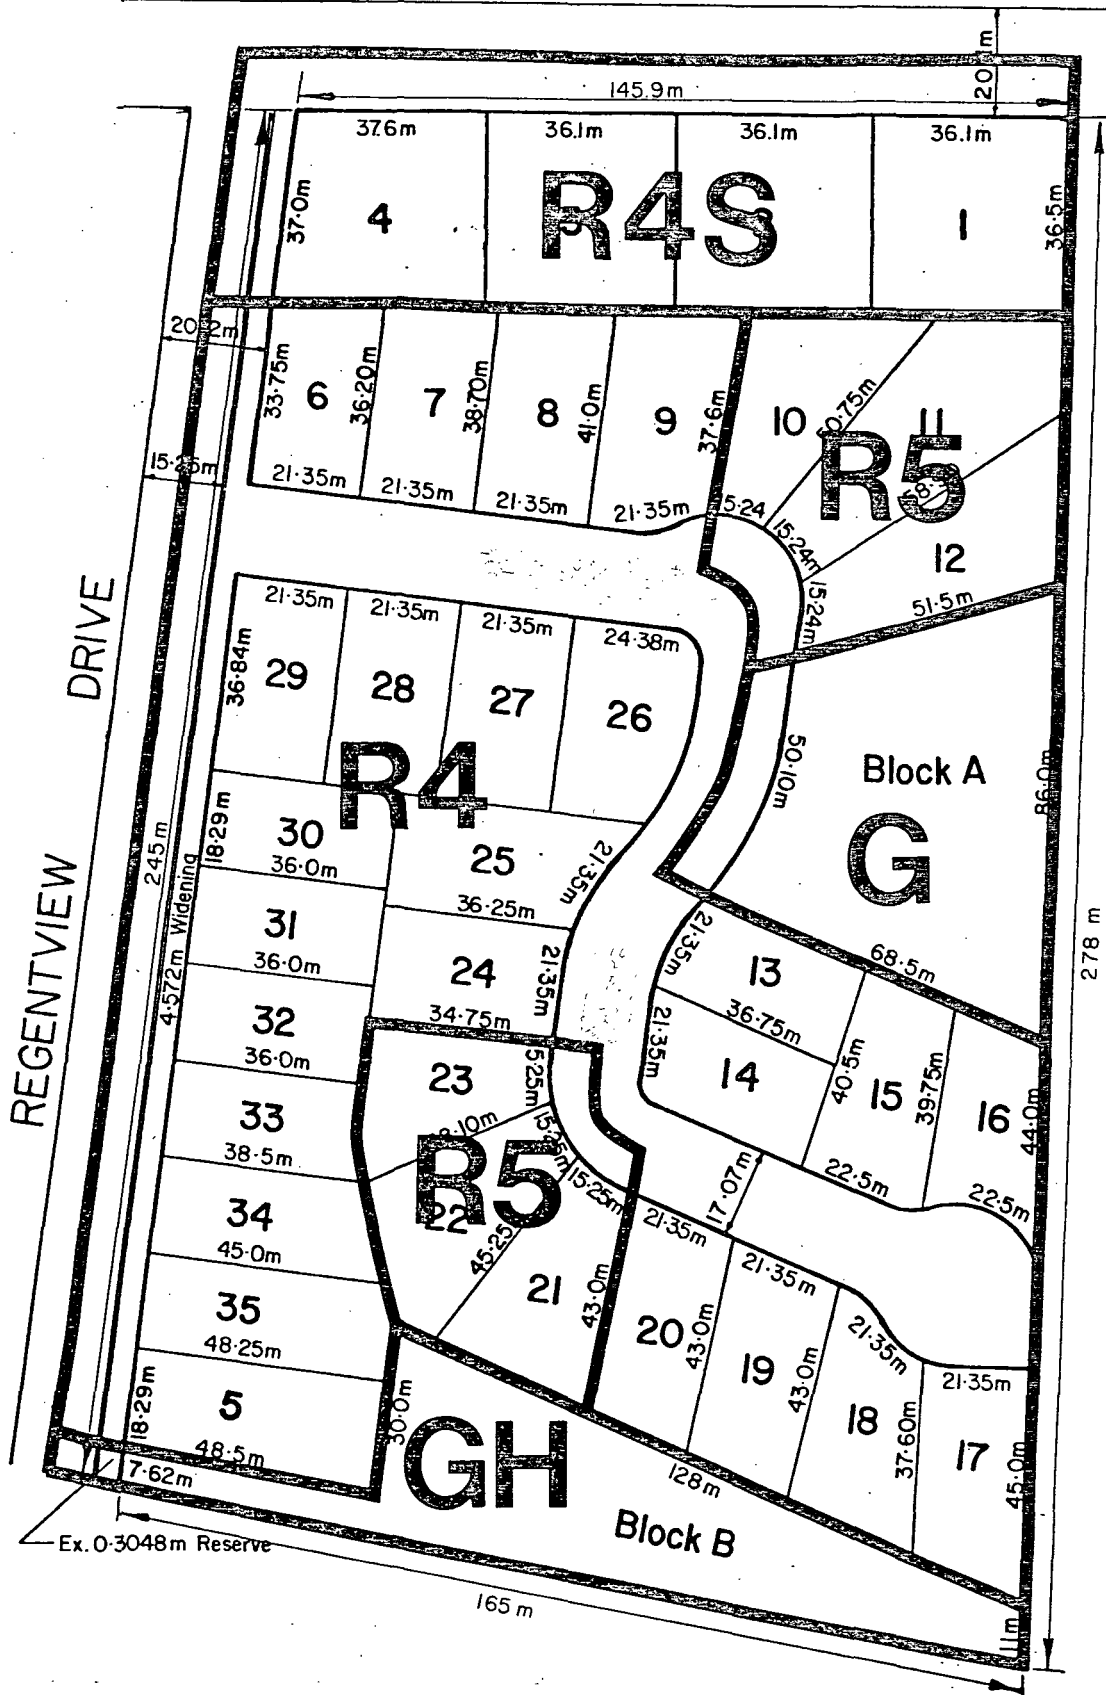 20 1m
145.9m
37.6m
36.1m
36.1m
36.1m
37.0m
4
R4S
3
1
36.5m
20. 2m
33.75m
6
36.20m
7
38.70m
8
41.0m
9
37.6m
10
50.75m
11
R5
15.25m
21.35m
21.35m
21.35m
21.35m
15.24m
12
15.24m
51.5m
DRIVE
21.35m
21.35m
21.35m
24.38m
36.84m
29
28
27
26
R4
50.10m
Block A
G
86.0m
18.29m
30
36.0m
25
21.35m
36.25m
245m
4.572m Widening
REGENTVIEW
31
36.0m
24
21.35m
34.75m
21.35m
13
68.5m
278 m
32
36.0m
36.75m
21.35m
14
40.5m
15
39.75m
16
44.0m
23
33
38.5m
R5
22
15.25m
17.07m
22.5m
22.5m
34
45.0m
21.35m
21
43.0m
20
21.35m
43.0m
19
21.35m
43.0m
18
37.60m
21.35m
17
45.0m
35
48.25m
18.29m
5
48.5m
30.0m
GH
128m
7.62m
Ex. 0.3048m Reserve
Block B
11m
165 m